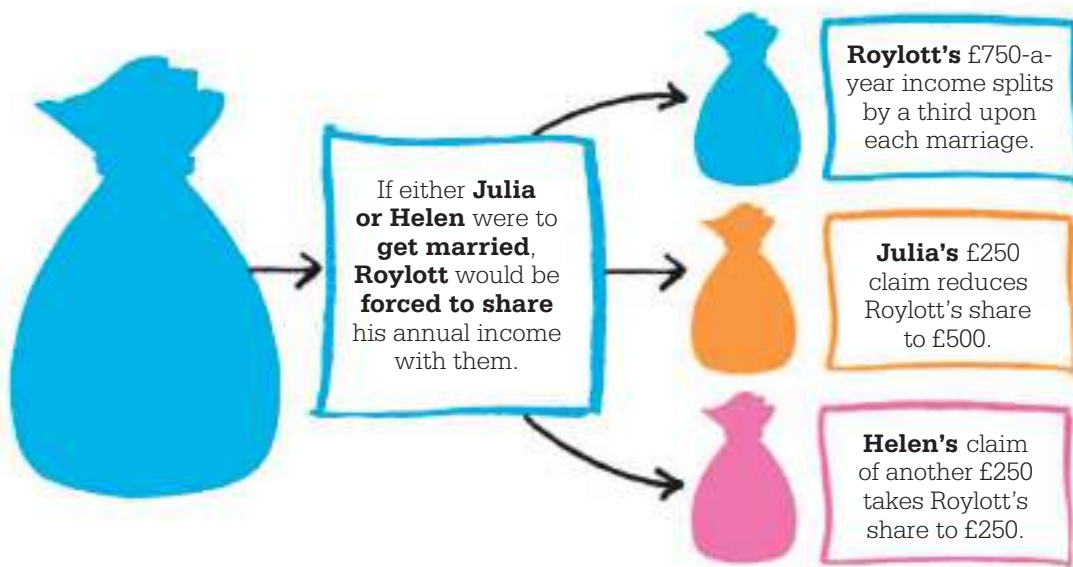 If either Julia
or Helen were to
get married,
Roylott would be
forced to share
his annual income
with them.
Roylott's £750-a-
year income splits
by a third upon
each marriage.
Julia's £250
claim reduces
Roylott's share
to £500.
Helen's claim
of another £250
takes Roylott's
share to £250.